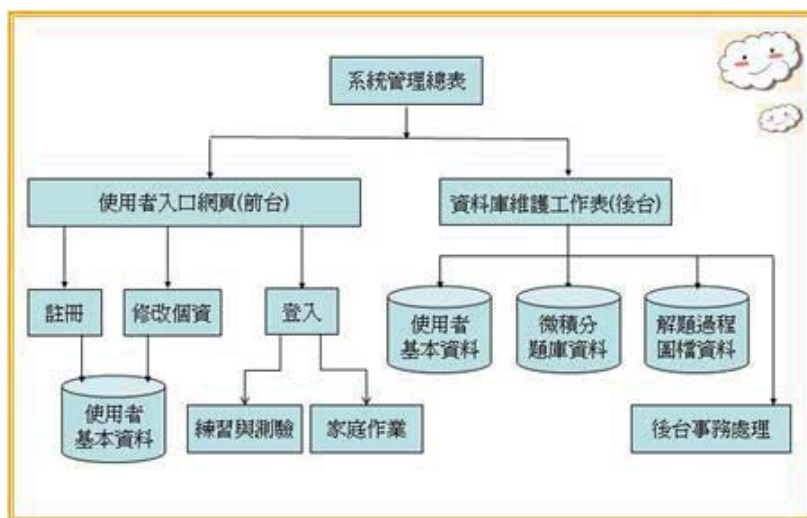 系統管理總表
使用者入口網頁(前台)
資料庫維護工作表(後台)
註冊
修改個資
登入
使用者
基本資料
微積分
題庫資料
解題過程
圖檔資料
使用者
基本資料
練習與測驗
家庭作業
後台事務處理